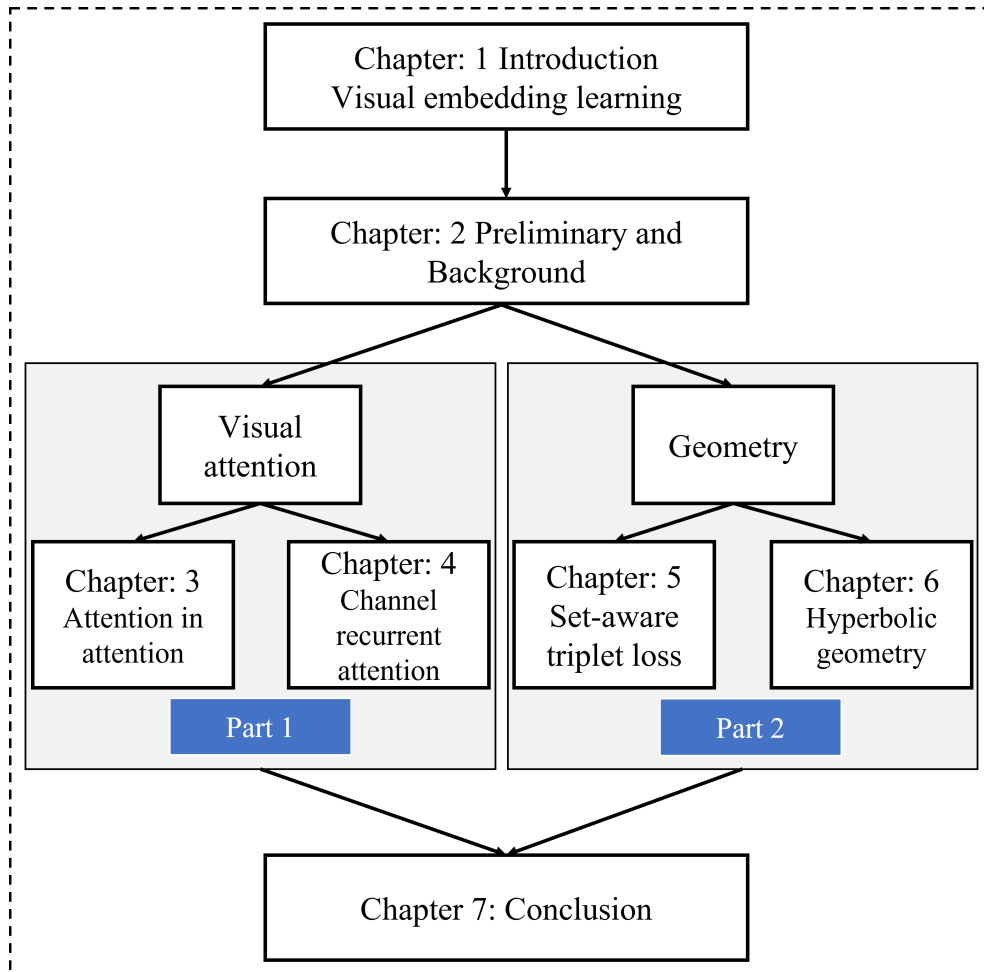 Chapter: 1 Introduction
Visual embedding learning
Chapter: 2 Preliminary and
Background
Visual
attention
Geometry
Chapter: 3
Attention in
attention
Chapter: 4
Channel
recurrent
attention
Chapter: 5
Set-aware
triplet loss
Chapter: 6
Hyperbolic
geometry
Part 1
Part 2
Chapter 7: Conclusion